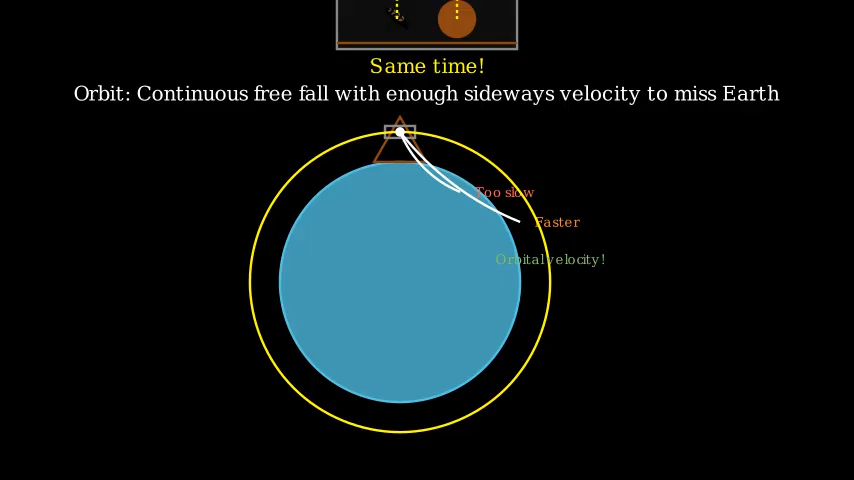 Same time!
Orbit: Continuous free fall with enough sideways velocity to miss Earth
Too slow
Faster
Orbital velocity!